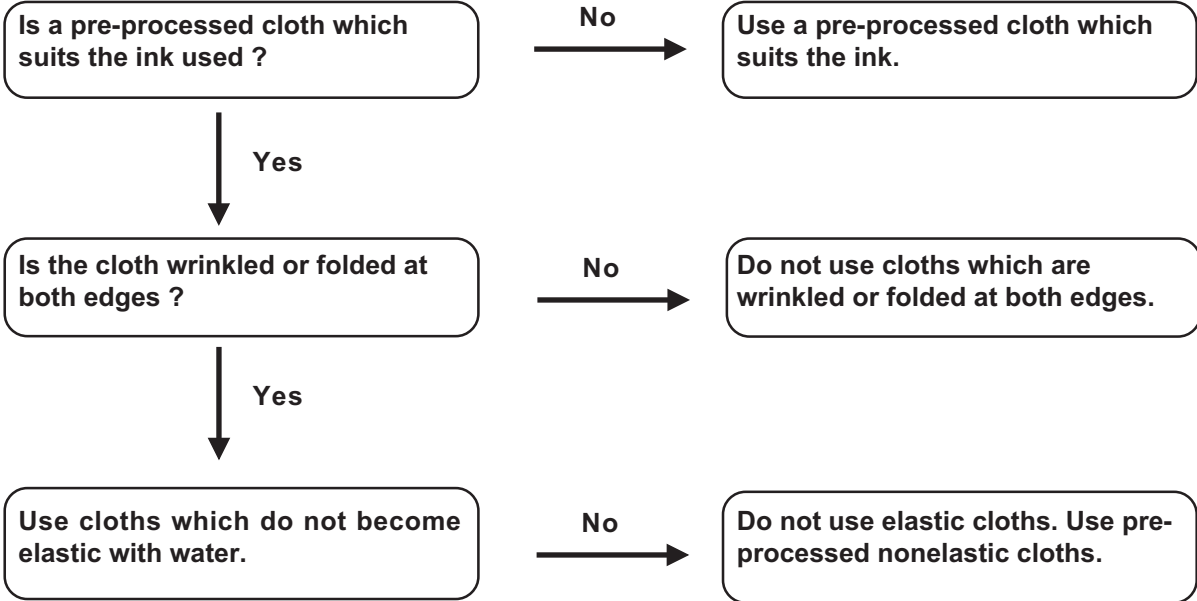 Is a pre-processed cloth which
suits the ink used ?
No
Use a pre-processed cloth which
suits the ink.
Yes
Is the cloth wrinkled or folded at
both edges ?
No
Do not use cloths which are
wrinkled or folded at both edges.
Yes
Use cloths which do not become
elastic with water.
No
Do not use elastic cloths. Use pre-
processed nonelastic cloths.